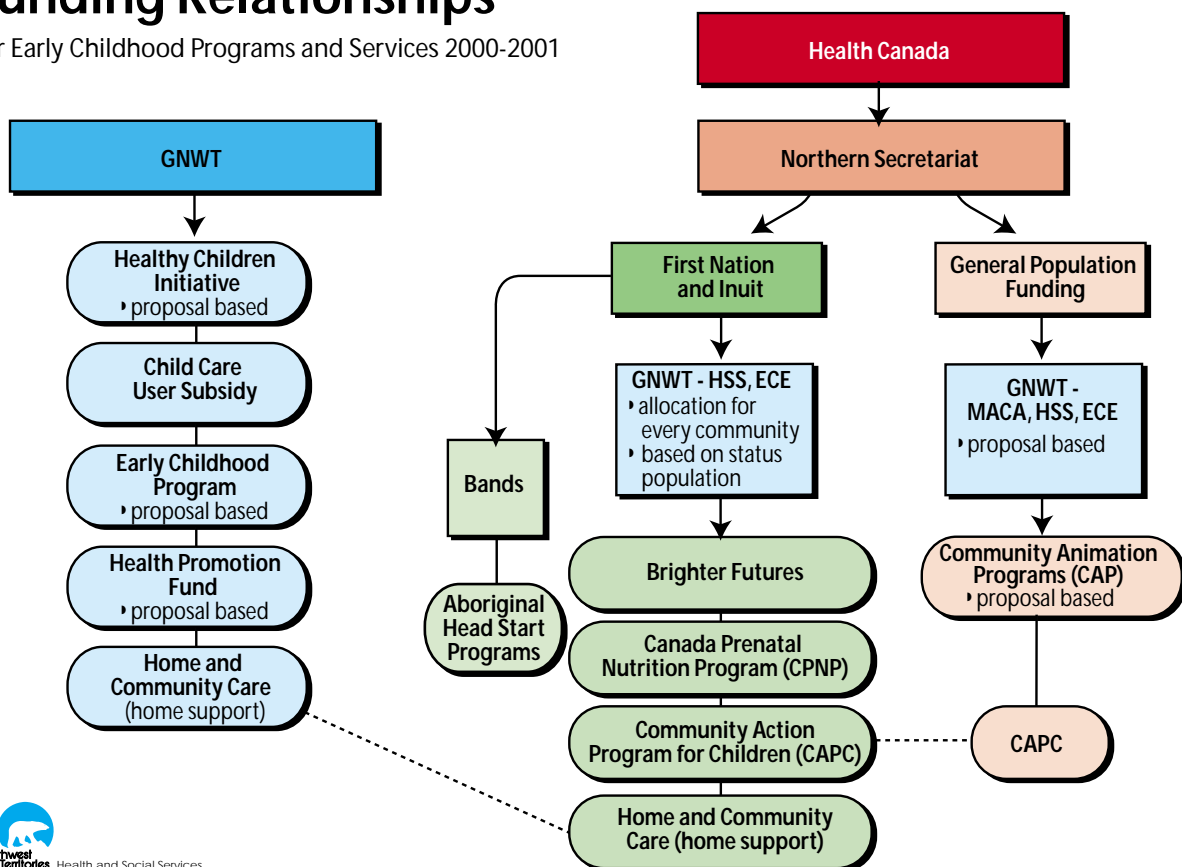 unding Relationships
r Early Childhood Programs and Services 2000-2001
Health Canada
GNWT
Northern Secretariat
Healthy Children
Initiative
proposal based
Child Care
User Subsidy
Early Childhood
Program
proposal based
Health Promotion
Fund
proposal based
Home and
Community Care
(home support)
First Nation
and Inuit
General Population
Funding
Bands
Aboriginal
Head Start
Programs
GNWT - HSS, ECE
allocation for
every community
based on status
population
Brighter Futures
Canada Prenatal
Nutrition Program (CPNP)
Community Action
Program for Children (CAPC)
Home and Community
Care (home support)
GNWT -
MACA, HSS, ECE
proposal based
Community Animation
Programs (CAP)
proposal based
CAPC
thwest
Territories Health and Social Services